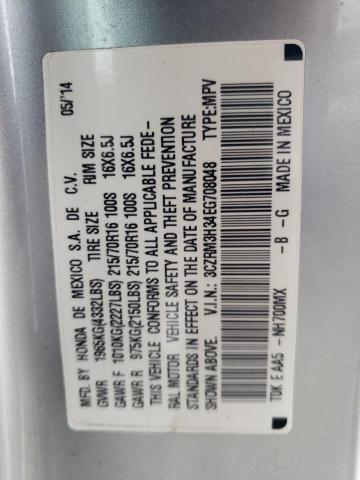 MFD. BY HONDA DE MEXICO S.A. DE C.V. 05/'14
GVWR 1965KG(4332LBS) TIRE SIZE RIM SIZE
GAWR F 1010KG(2227LBS) 215/70R16 100S 16X6.5J
GAWR R 975KG(2150LBS) 215/70R16 100S 16X6.5J
THIS VEHICLE CONFORMS TO ALL APPLICABLE FEDE-
RAL MOTOR VEHICLE SAFETY AND THEFT PREVENTION
STANDARDS IN EFFECT ON THE DATE OF MANUFACTURE
SHOWN ABOVE. V.I.N.: 3CZRM3H34EG708048 TYPE:MPV
T0K E AA5- NH700MX -B -G MADE IN MEXICO